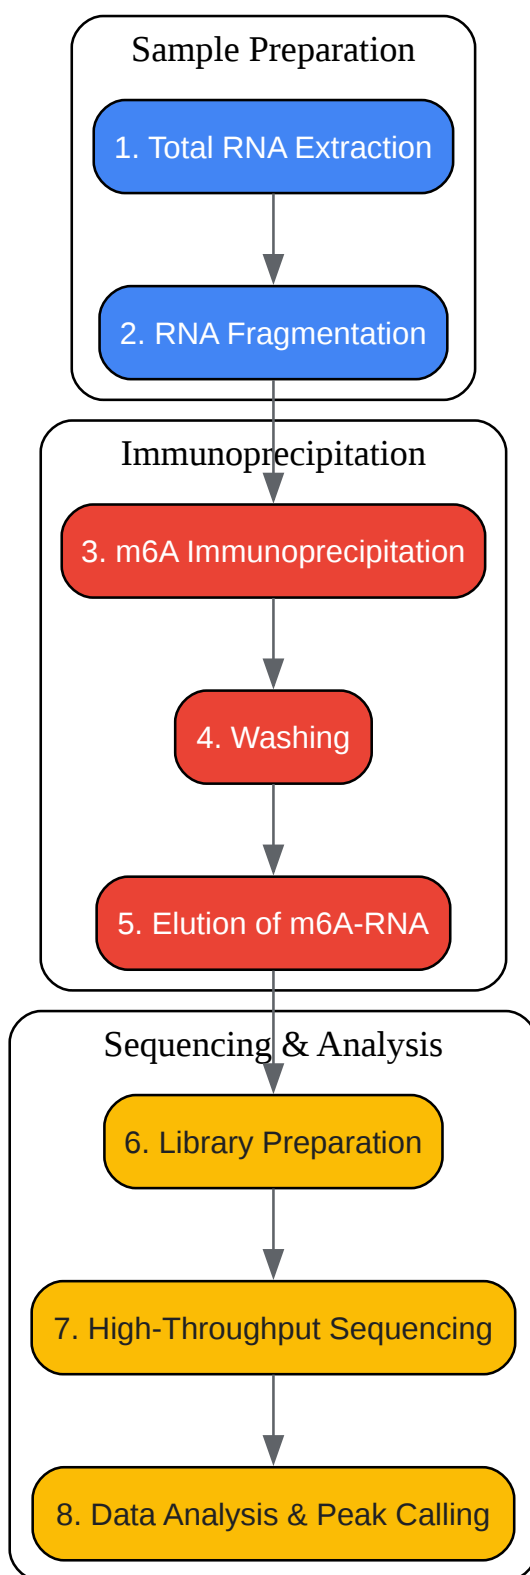 Sample Preparation
1. Total RNA Extraction
2. RNA Fragmentation
Immunoprecipitation
3. m6A Immunoprecipitation
4. Washing
5. Elution of m6A-RNA
Sequencing & Analysis
6. Library Preparation
7. High-Throughput Sequencing
8. Data Analysis & Peak Calling